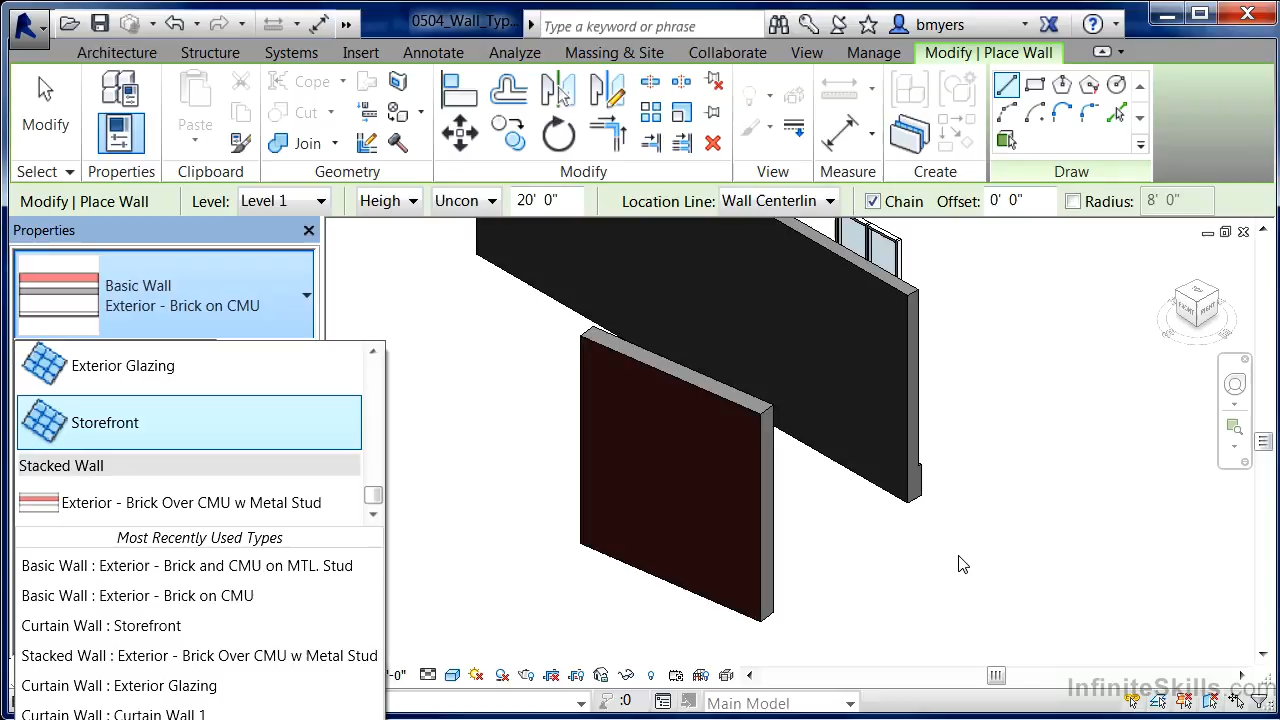 0504_Wall_Typ...
Type a keyword or phrase
bmyers
Architecture Structure Systems Insert Annotate Analyze Massing & Site Collaborate View Manage Modify | Place Wall
Modify
Paste
Cope
Cut
Join
Select Properties Clipboard Geometry Modify View Measure Create Draw
Modify | Place Wall Level: Level 1 Heigh Uncon 20' 0" Location Line: Wall Centerlin Chain Offset: 0' 0" Radius: 8' 0"
Properties
Basic Wall
Exterior - Brick on CMU
Exterior Glazing
Storefront
Stacked Wall
Exterior - Brick Over CMU w Metal Stud
Most Recently Used Types
Basic Wall : Exterior - Brick and CMU on MTL. Stud
Basic Wall : Exterior - Brick on CMU
Curtain Wall : Storefront
Stacked Wall : Exterior - Brick Over CMU w Metal Stud
Curtain Wall : Exterior Glazing
Curtain Wall : Curtain Wall 1
FRONT RIGHT
-0"
:0 Main Model
InfiniteSkills.com